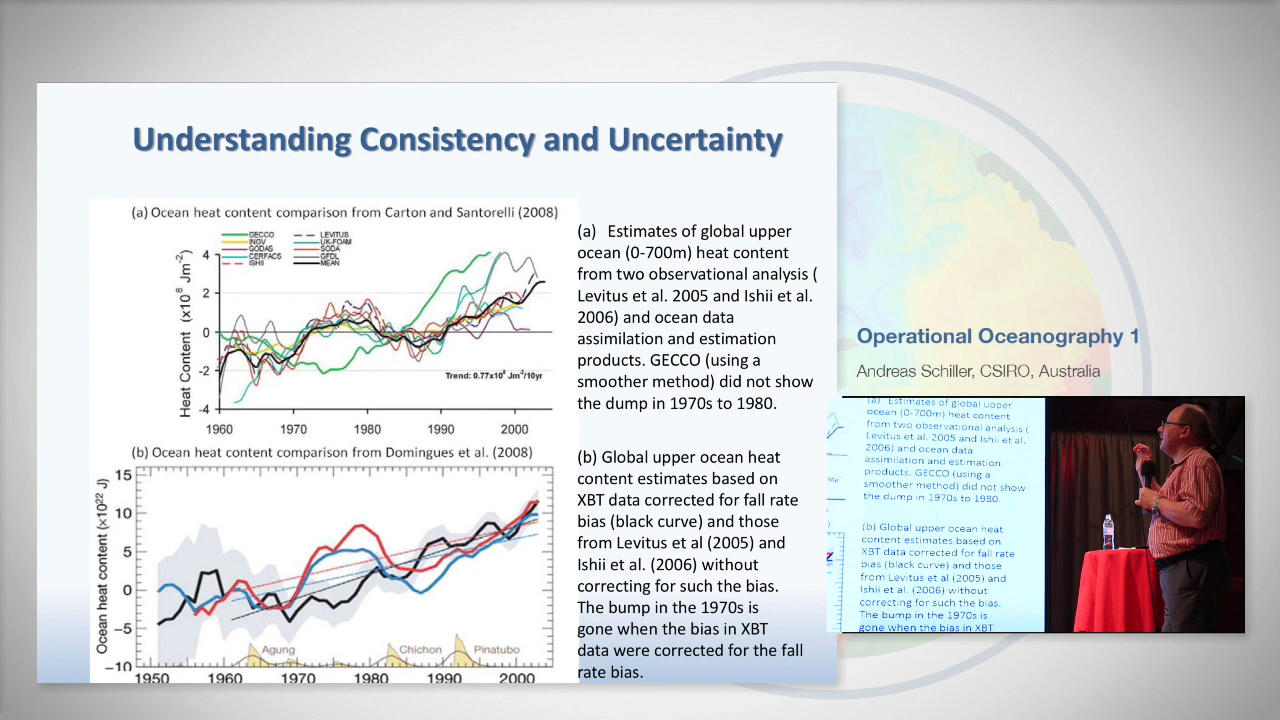 Understanding Consistency and Uncertainty
(a) Ocean heat content comparison from Carton and Santorelli (2008)
GECCO
INGV
GODAS
CERFACS
ISHII
LEVITUS
UK-FOAM
SODA
GFDL
MEAN
Heat Content (x10⁸ Jm⁻²)
4
2
0
-2
-4
Trend: 0.77x10⁸ Jm⁻²/10yr
1960 1970 1980 1990 2000
(b) Ocean heat content comparison from Domingues et al. (2008)
Ocean heat content (×10²² J)
15
10
5
0
−5
−10
Agung Chichon Pinatubo
1950 1960 1970 1980 1990 2000
(a) Estimates of global upper
ocean (0-700m) heat content
from two observational analysis (
Levitus et al. 2005 and Ishii et al.
2006) and ocean data
assimilation and estimation
products. GECCO (using a
smoother method) did not show
the dump in 1970s to 1980.
(b) Global upper ocean heat
content estimates based on
XBT data corrected for fall rate
bias (black curve) and those
from Levitus et al (2005) and
Ishii et al. (2006) without
correcting for such the bias.
The bump in the 1970s is
gone when the bias in XBT
data were corrected for the fall
rate bias.
Operational Oceanography 1
Andreas Schiller, CSIRO, Australia
(a) Estimates of global upper
ocean (0-700m) heat content
from two observational analysis (
Levitus et al. 2005 and Ishii et al.
2006) and ocean data
assimilation and estimation
products. GECCO (using a
smoother method) did not show
the dump in 1970s to 1980.
(b) Global upper ocean heat
content estimates based on
XBT data corrected for fall rate
bias (black curve) and those
from Levitus et al (2005) and
Ishii et al. (2006) without
correcting for such the bias.
The bump in the 1970s is
gone when the bias in XBT